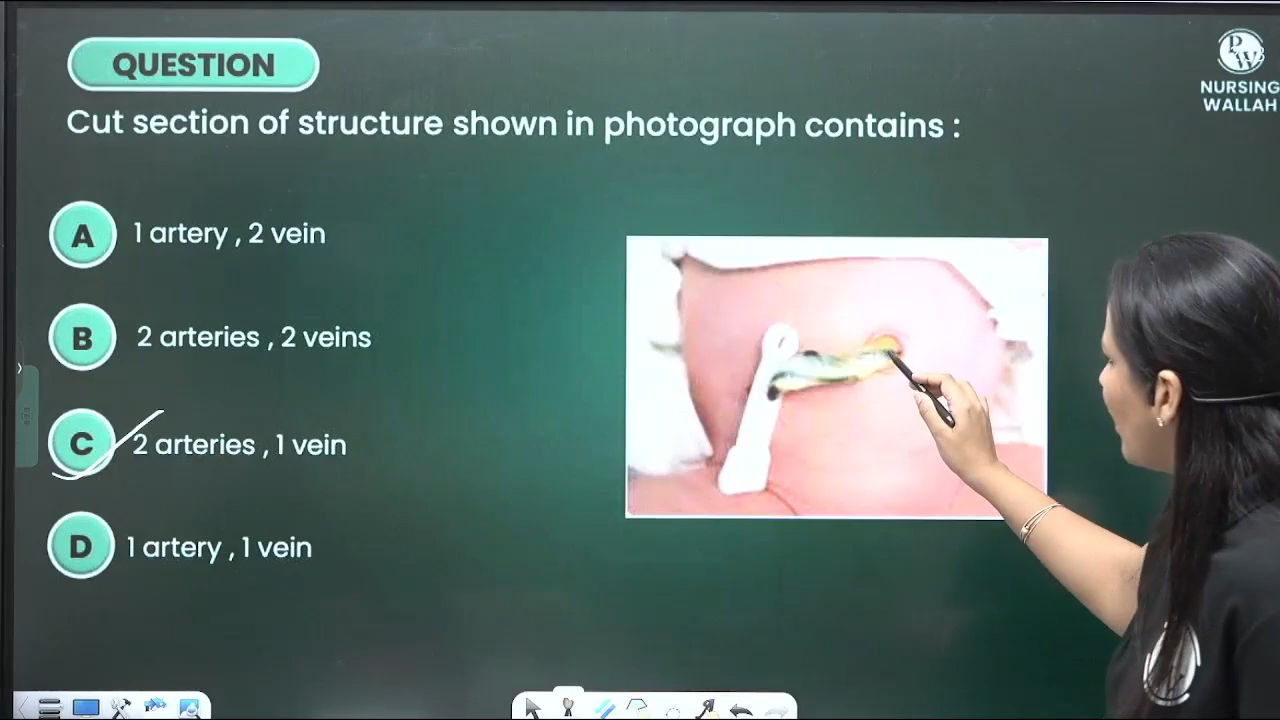 QUESTION
NURSING
WALLAH
Cut section of structure shown in photograph contains :
A 1 artery , 2 vein
B 2 arteries , 2 veins
C 2 arteries , 1 vein
D 1 artery , 1 vein